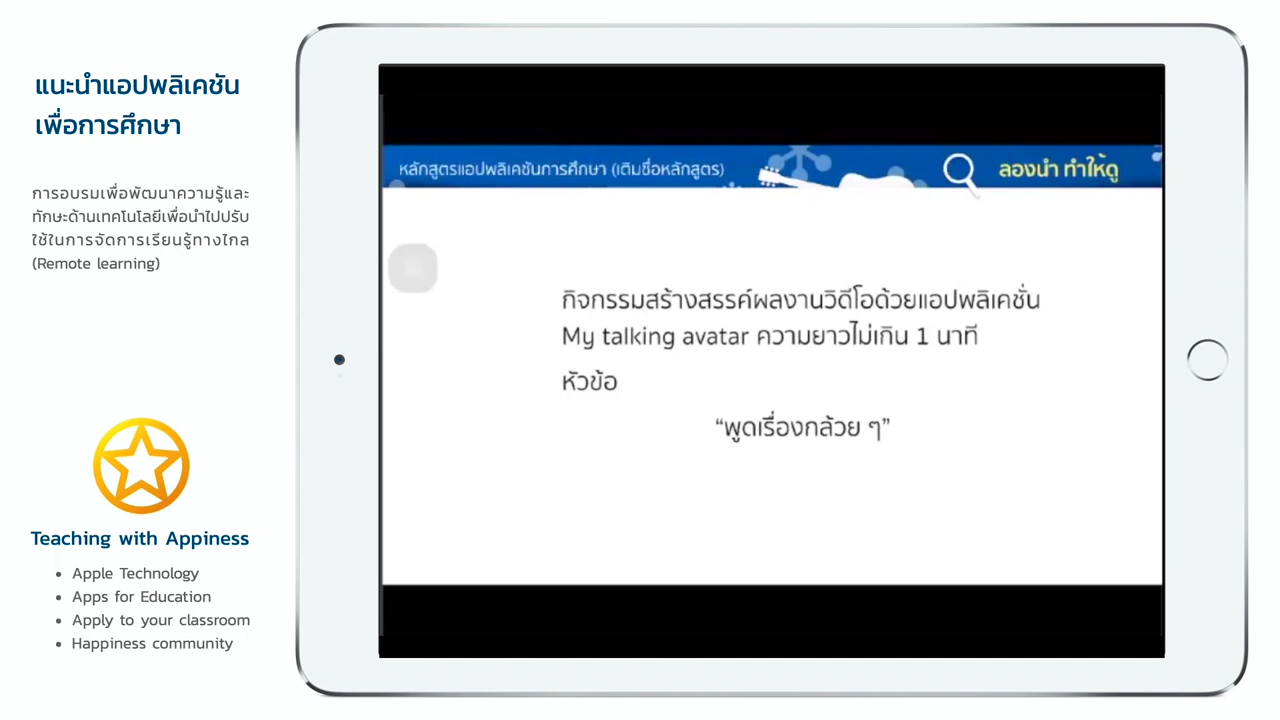 แนะนำแอปพลิเคชัน
เพื่อการศึกษา
การอบรมเพื่อพัฒนาความรู้และ
ทักษะด้านเทคโนโลยีเพื่อนำไปปรับ
ใช้ในการจัดการเรียนรู้ทางไกล
(Remote learning)
Teaching with Appiness
• Apple Technology
• Apps for Education
• Apply to your classroom
• Happiness community
หลักสูตรแอปพลิเคชันการศึกษา (เติมชื่อหลักสูตร)
ลองนำ ทำให้ดู
กิจกรรมสร้างสรรค์ผลงานวิดีโอด้วยแอปพลิเคชั่น
My talking avatar ความยาวไม่เกิน 1 นาที
หัวข้อ
“พูดเรื่องกล้วย ๆ”